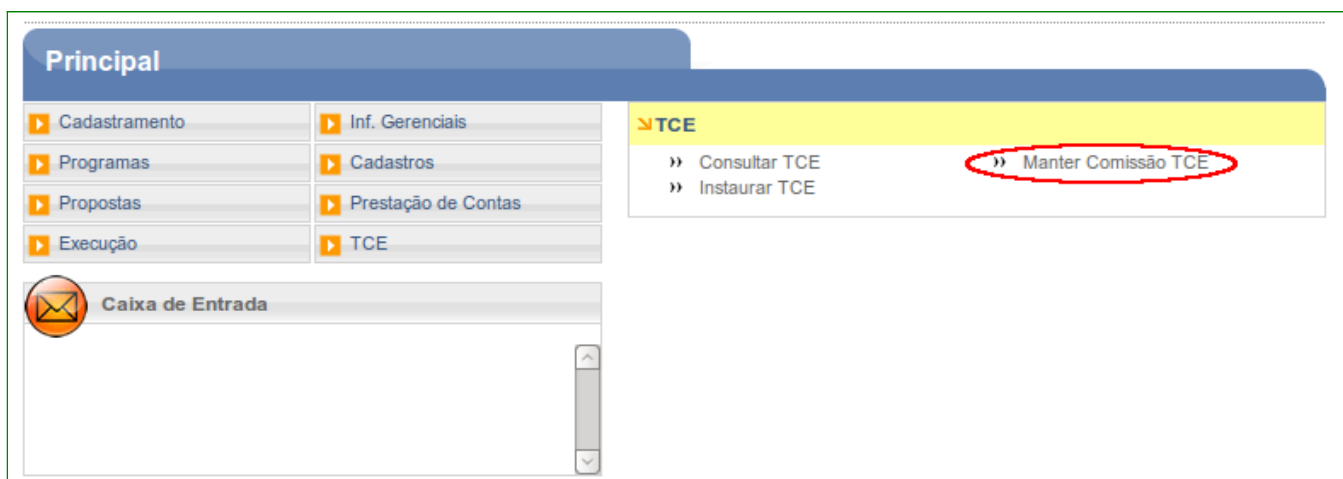 Principal
Cadastramento
Inf. Gerenciais
Programas
Cadastros
Propostas
Prestação de Contas
Execução
TCE
Caixa de Entrada
TCE
Consultar TCE
Manter Comissão TCE
Instaurar TCE